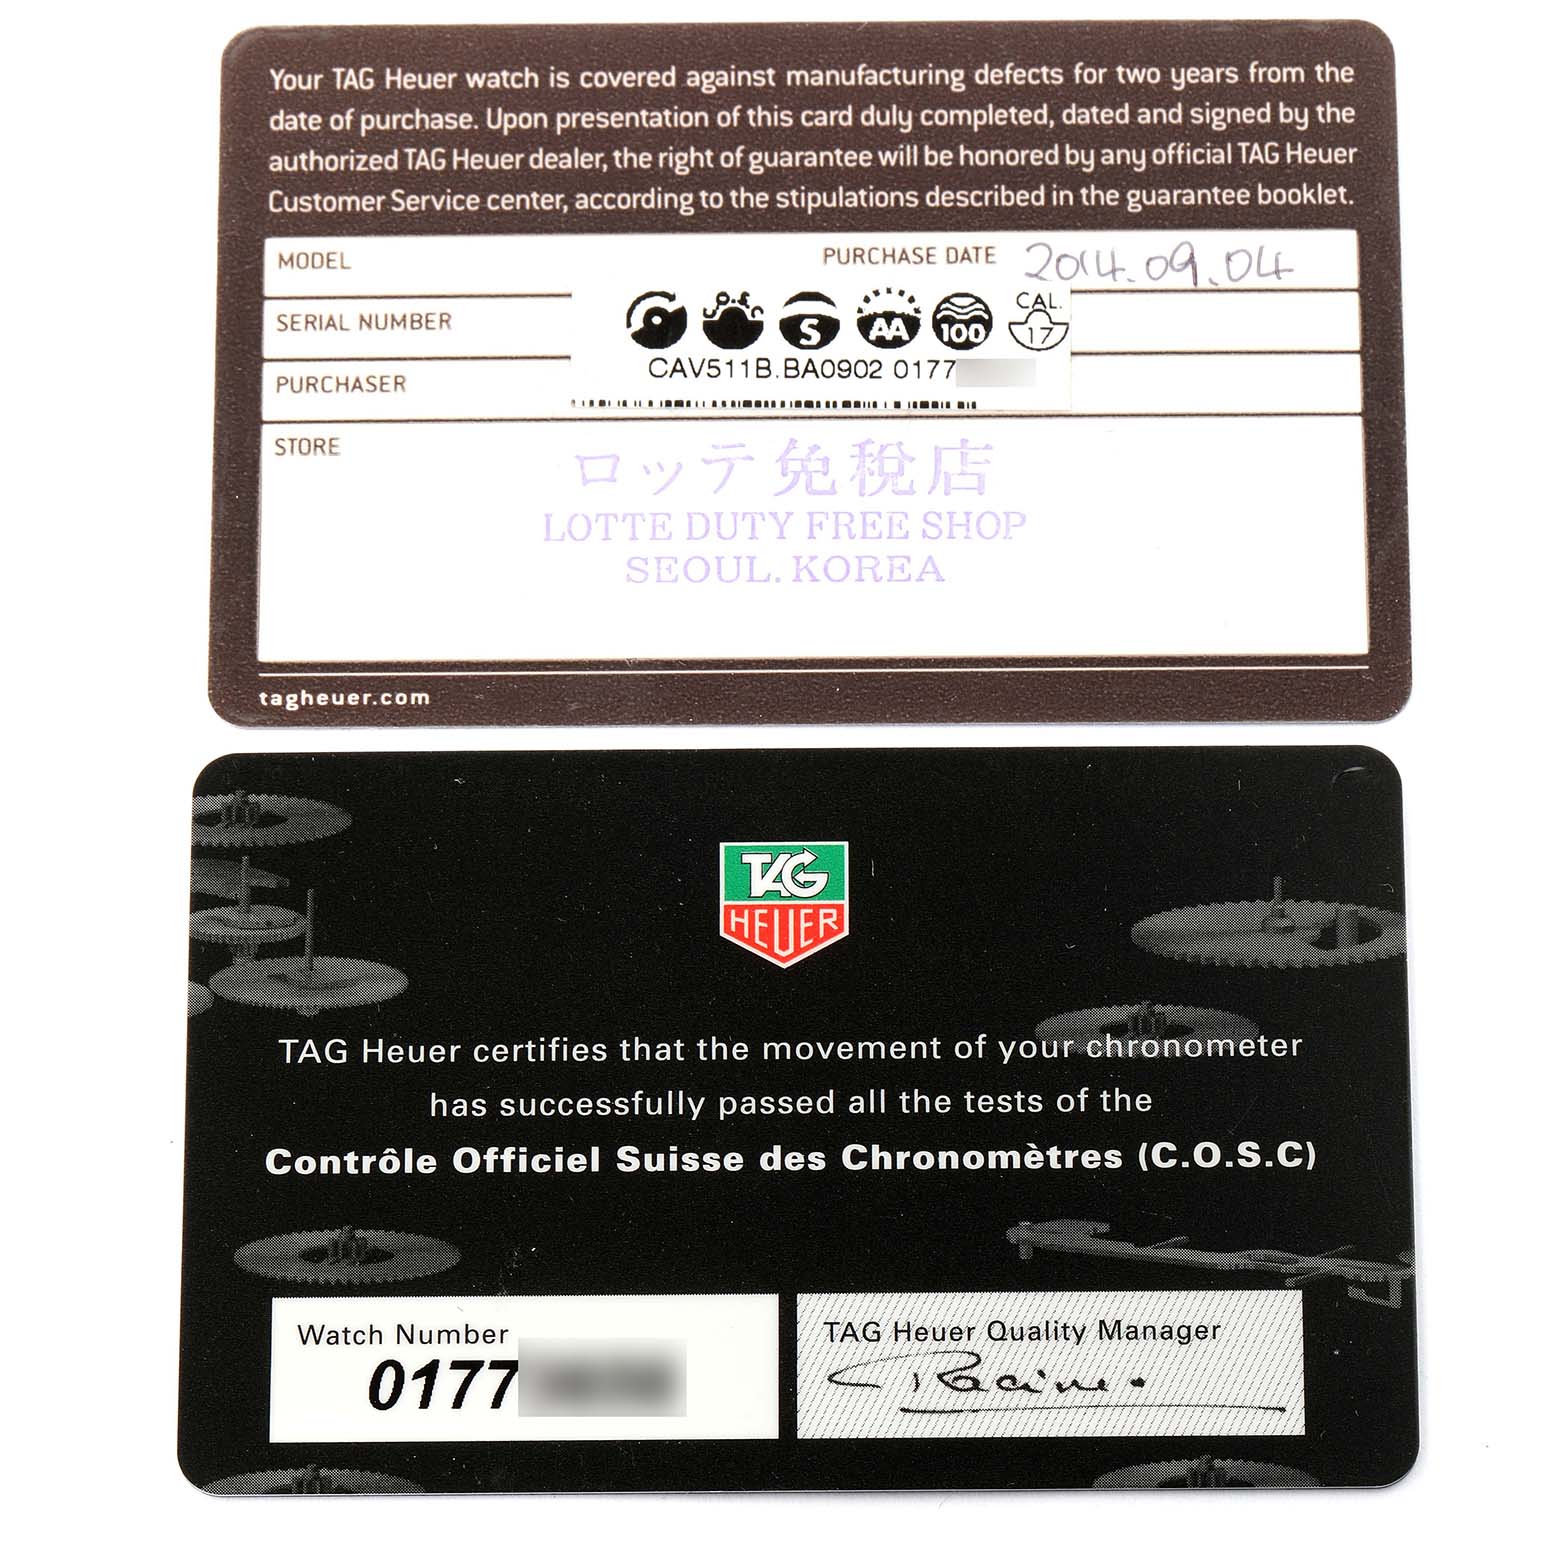 Your TAG Heuer watch is covered against manufacturing defects for two years from the
date of purchase. Upon presentation of this card duly completed, dated and signed by the
authorized TAG Heuer dealer, the right of guarantee will be honored by any official TAG Heuer
Customer Service center, according to the stipulations described in the guarantee booklet.
MODEL
PURCHASE DATE 2014.09.04
SERIAL NUMBER
S AA 100 CAL. 17
CAV511B.BA0902 0177
PURCHASER
STORE
ロッテ免税店
LOTTE DUTY FREE SHOP
SEOUL. KOREA
tagheuer.com
TAG
HEUER
TAG Heuer certifies that the movement of your chronometer
has successfully passed all the tests of the
Contrôle Officiel Suisse des Chronomètres (C.O.S.C)
Watch Number
0177
TAG Heuer Quality Manager
Racine